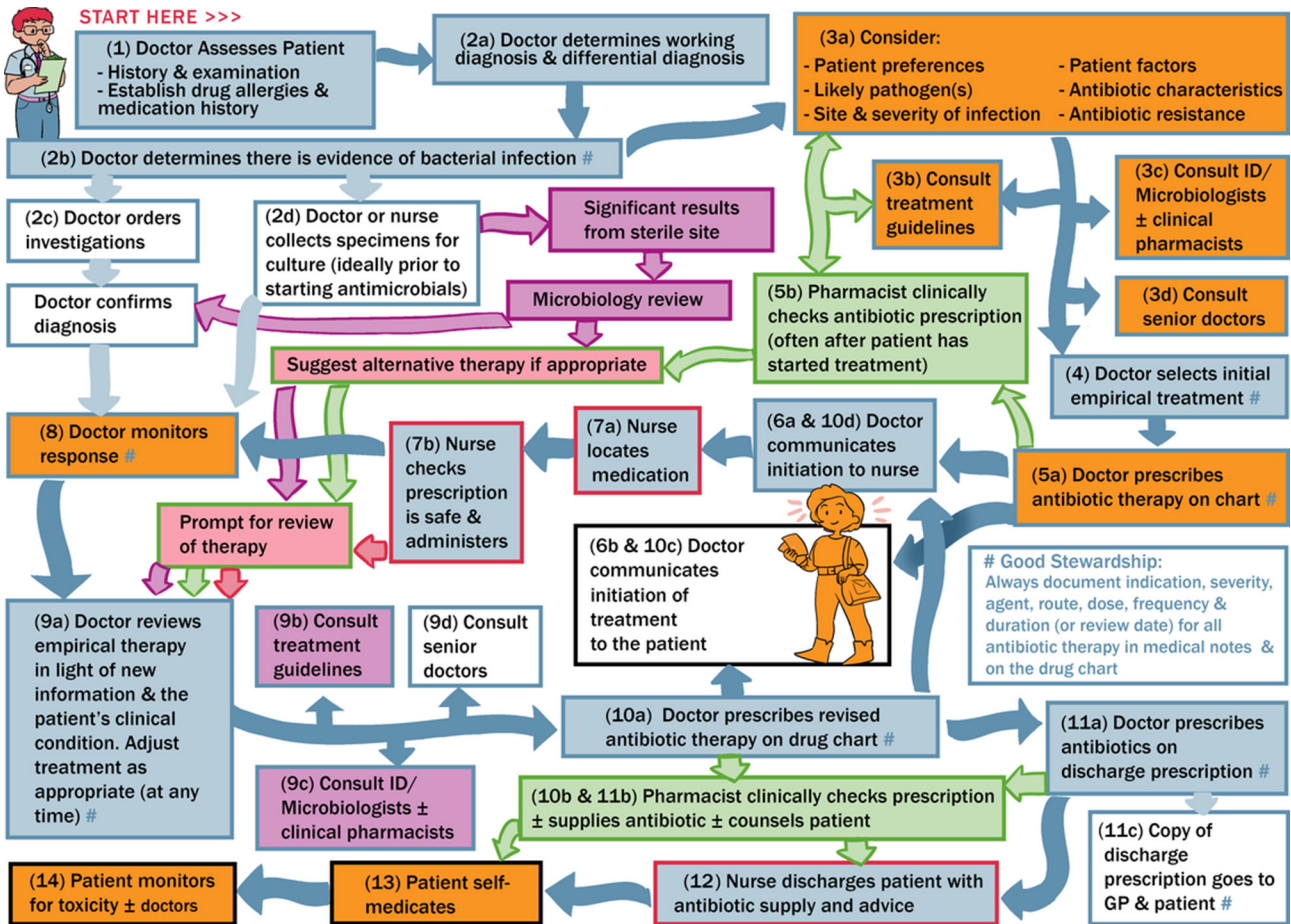 START HERE >>>
(1) Doctor Assesses Patient
- History & examination
- Establish drug allergies &
medication history
(2a) Doctor determines working
diagnosis & differential diagnosis
(3a) Consider:
- Patient preferences
- Likely pathogen(s)
- Site & severity of infection
- Patient factors
- Antibiotic characteristics
- Antibiotic resistance
(2b) Doctor determines there is evidence of bacterial infection #
(2c) Doctor orders
investigations
(2d) Doctor or nurse
collects specimens for
culture (ideally prior to
starting antimicrobials)
Significant results
from sterile site
(3b) Consult
treatment
guidelines
(3c) Consult ID/
Microbiologists
± clinical
pharmacists
Doctor confirms
diagnosis
Microbiology review
(5b) Pharmacist clinically
checks antibiotic prescription
(often after patient has
started treatment)
(3d) Consult
senior doctors
Suggest alternative therapy if appropriate
(4) Doctor selects initial
empirical treatment #
(8) Doctor monitors
response #
(7b) Nurse
checks
prescription
is safe &
administers
(7a) Nurse
locates
medication
(6a & 10d) Doctor
communicates
initiation to nurse
(5a) Doctor prescribes
antibiotic therapy on chart #
Prompt for review
of therapy
(6b & 10c) Doctor
communicates
initiation of
treatment
to the patient
# Good Stewardship:
Always document indication, severity,
agent, route, dose, frequency &
duration (or review date) for all
antibiotic therapy in medical notes &
on the drug chart
(9a) Doctor reviews
empirical therapy
in light of new
information & the
patient's clinical
condition. Adjust
treatment as
appropriate (at any
time) #
(9b) Consult
treatment
guidelines
(9d) Consult
senior
doctors
(9c) Consult ID/
Microbiologists ±
clinical pharmacists
(10a) Doctor prescribes revised
antibiotic therapy on drug chart #
(11a) Doctor prescribes
antibiotics on
discharge prescription #
(10b & 11b) Pharmacist clinically checks prescription
± supplies antibiotic ± counsels patient
(11c) Copy of
discharge
prescription goes to
GP & patient #
(14) Patient monitors
for toxicity ± doctors
(13) Patient self-
medicates
(12) Nurse discharges patient with
antibiotic supply and advice